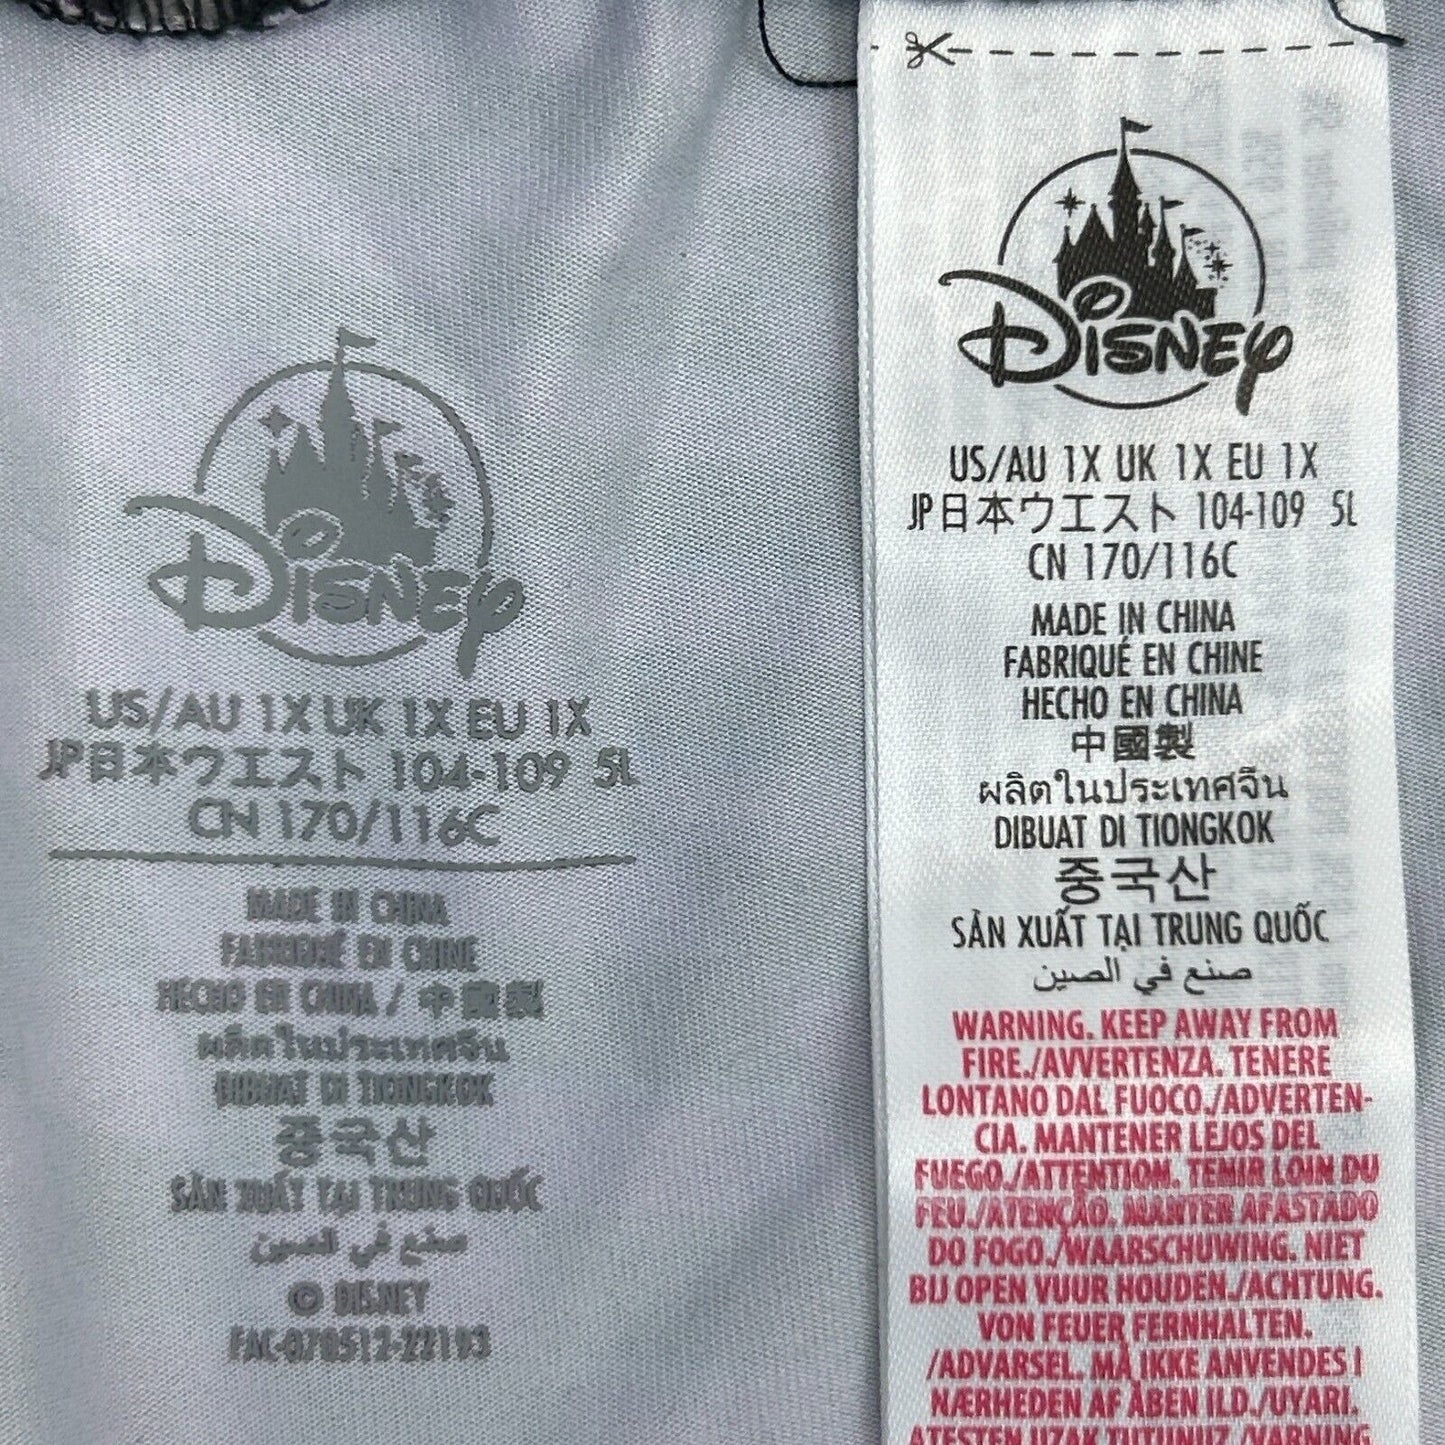 DISNEY
US/AU 1X UK 1X EU 1X
JP日本ウエスト 104-109 5L
CN 170/116C
MADE IN CHINA
FABRIQUÉ EN CHINE
HECHO EN CHINA / 中國製
ผลิตในประเทศจีน
DIBUAT DI TIONGKOK
중국산
SẢN XUẤT TẠI TRUNG QUỐC
صنع في الصين
© DISNEY
FAC-070512-22193
DISNEY
US/AU 1X UK 1X EU 1X
JP日本ウエスト 104-109 5L
CN 170/116C
MADE IN CHINA
FABRIQUÉ EN CHINE
HECHO EN CHINA
中國製
ผลิตในประเทศจีน
DIBUAT DI TIONGKOK
중국산
SẢN XUẤT TẠI TRUNG QUỐC
صنع في الصين
WARNING. KEEP AWAY FROM
FIRE./AVVERTENZA. TENERE
LONTANO DAL FUOCO./ADVERTEN-
CIA. MANTENER LEJOS DEL
FUEGO./ATTENTION. TEMIR LOIN DU
FEU./ATENÇÃO. MANTER AFASTADO
DO FOGO./WAARSCHUWING. NIET
BIJ OPEN VUUR HOUDEN./ACHTUNG.
VON FEUER FERNHALTEN.
/ADVARSEL. MÅ IKKE ANVENDES I
NÆRHEDEN AF ÅBEN ILD./UYARI.
ATESTEN UZAK TUTUNUZ./VARNING.